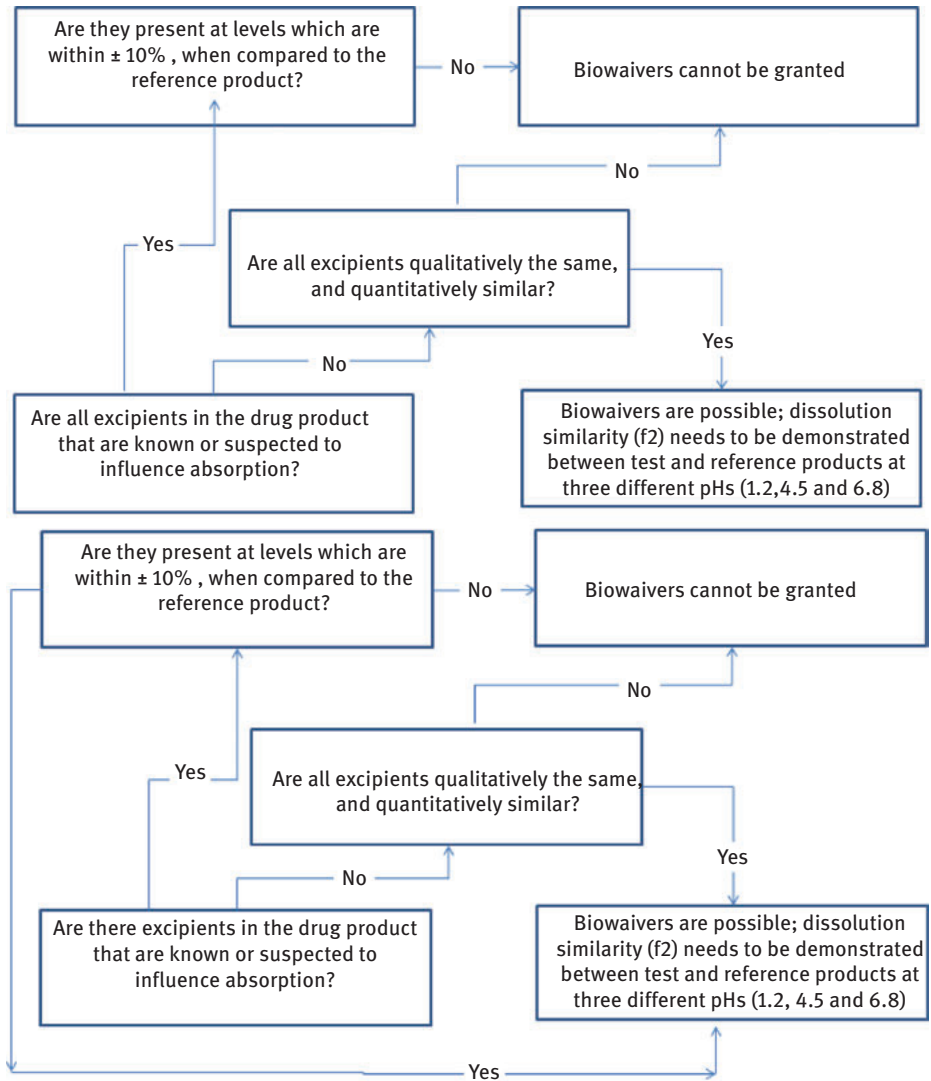 Are they present at levels which are
within ± 10% , when compared to the
reference product?
No
Biowaivers cannot be granted
No
Yes
Are all excipients qualitatively the same,
and quantitatively similar?
Yes
No
Are all excipients in the drug product
that are known or suspected to
influence absorption?
Biowaivers are possible; dissolution
similarity (f2) needs to be demonstrated
between test and reference products at
three different pHs (1.2,4.5 and 6.8)
Are they present at levels which are
within ± 10% , when compared to the
reference product?
No
Biowaivers cannot be granted
No
Yes
Are all excipients qualitatively the same,
and quantitatively similar?
Yes
No
Are there excipients in the drug product
that are known or suspected to
influence absorption?
Biowaivers are possible; dissolution
similarity (f2) needs to be demonstrated
between test and reference products at
three different pHs (1.2, 4.5 and 6.8)
Yes